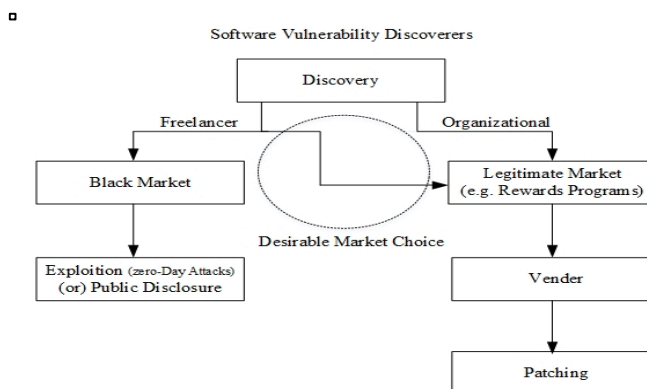 Software Vulnerability Discoverers
Discovery
Freelancer
Organizational
Black Market
Legitimate Market
(e.g. Rewards Programs)
Desirable Market Choice
Exploition (zero-Day Attacks)
(or) Public Disclosure
Vender
Patching